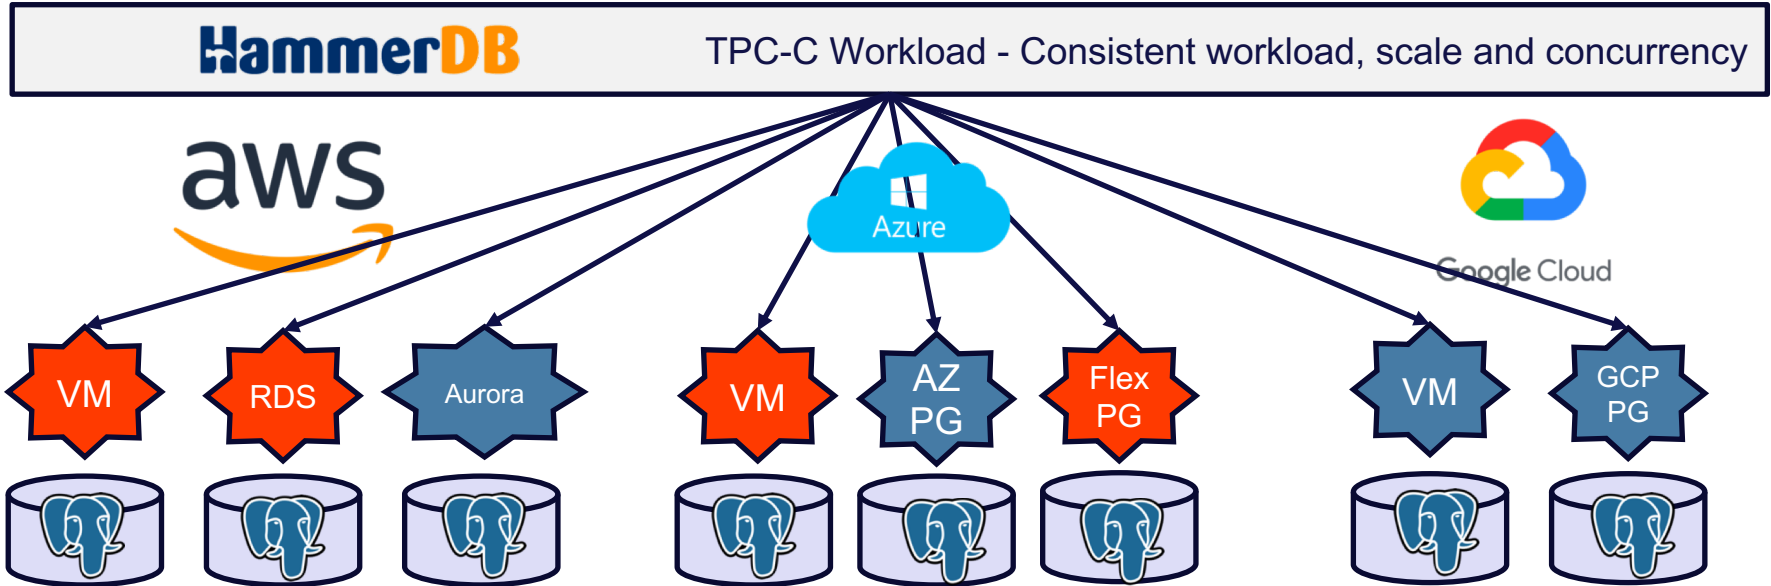 HammerDB TPC-C Workload - Consistent workload, scale and concurrency
aws
Azure
Google Cloud
VM
RDS
Aurora
VM
AZ
PG
Flex
PG
VM
GCP
PG